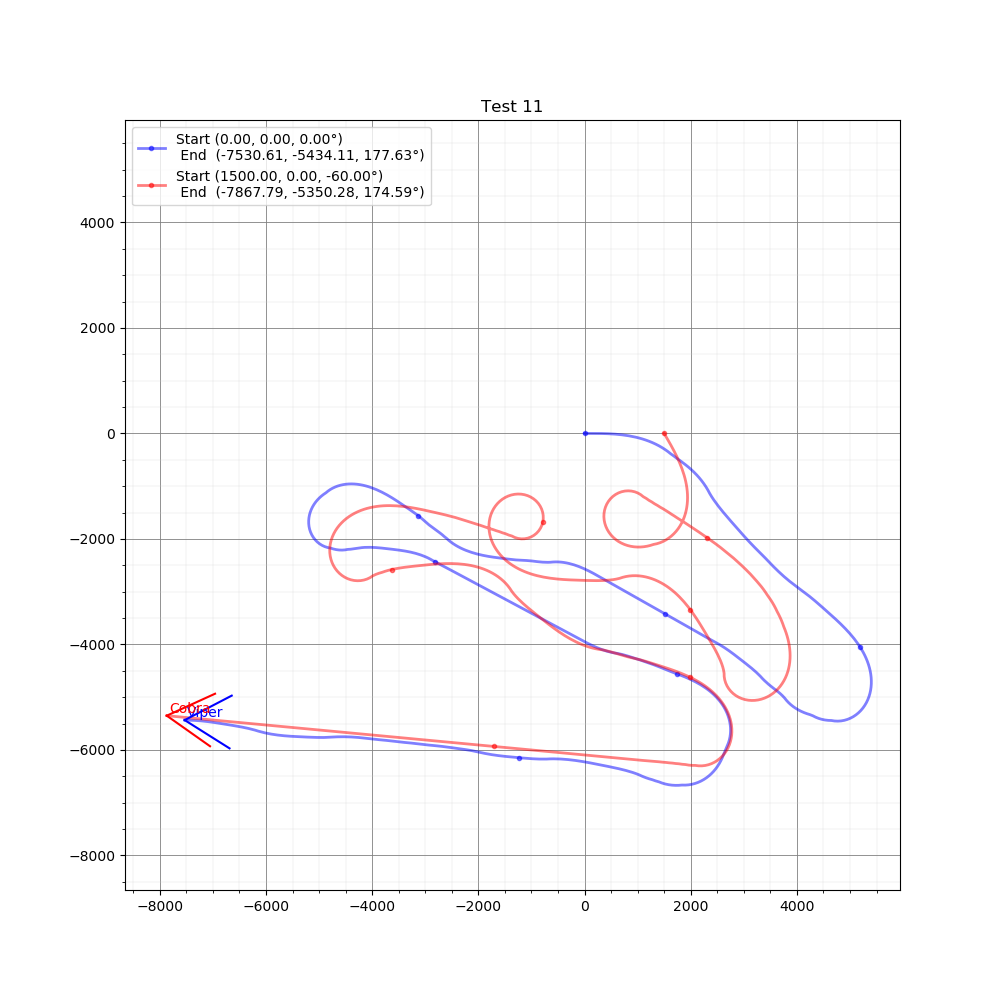 Test 11
Start (0.00, 0.00, 0.00°)
End (-7530.61, -5434.11, 177.63°)
Start (1500.00, 0.00, -60.00°)
End (-7867.79, -5350.28, 174.59°)
4000
2000
0
−2000
−4000
−6000
−8000
Cobra
Viper
−8000 −6000 −4000 −2000 0 2000 4000